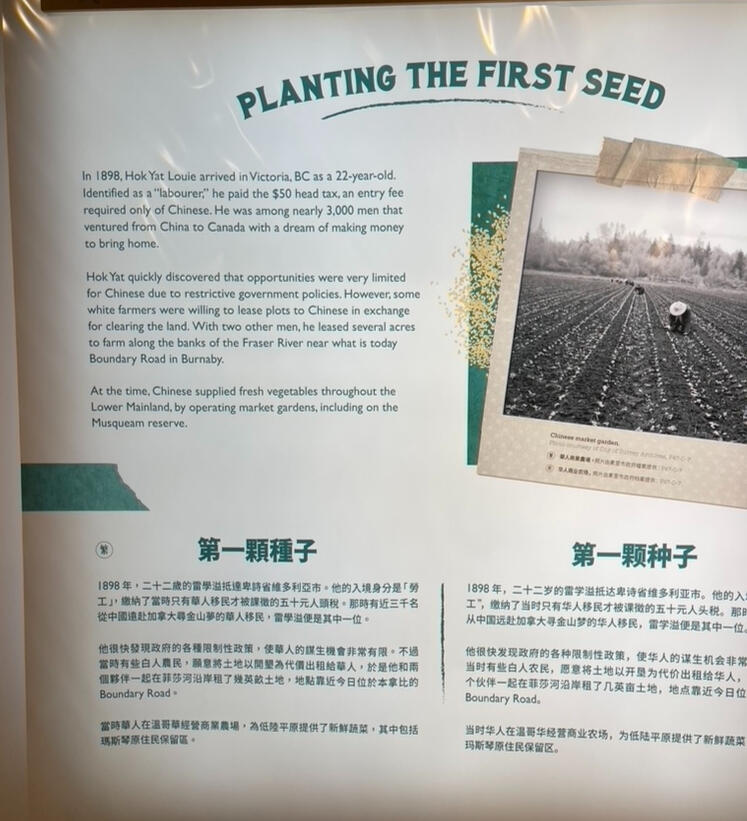 PLANTING THE FIRST SEED
In 1898, Hok Yat Louie arrived in Victoria, BC as a 22-year-old.
Identified as a “labourer,” he paid the $50 head tax, an entry fee
required only of Chinese. He was among nearly 3,000 men that
ventured from China to Canada with a dream of making money
to bring home.
Hok Yat quickly discovered that opportunities were very limited
for Chinese due to restrictive government policies. However, some
white farmers were willing to lease plots to Chinese in exchange
for clearing the land. With two other men, he leased several acres
to farm along the banks of the Fraser River near what is today
Boundary Road in Burnaby.
At the time, Chinese supplied fresh vegetables throughout the
Lower Mainland, by operating market gardens, including on the
Musqueam reserve.
Chinese market garden.
Photo courtesy of City of Surrey Archives,
繁
第一顆種子
1898 年，二十二歲的雷學溢抵達卑詩省維多利亞市。他的入境身分是「勞
工」，繳納了當時只有華人移民才被課徵的五十元人頭稅。那時有近三千名
從中國遠赴加拿大尋金山夢的華人移民，雷學溢便是其中一位。
他很快發現政府的各種限制性政策，使華人的謀生機會非常有限。不過
當時有些白人農民，願意將土地以開墾為代價出租給華人，於是他和兩
個夥伴一起在菲莎河沿岸租了幾英畝土地，地點靠近今日位於本拿比的
Boundary Road。
當時華人在溫哥華經營商業農場，為低陸平原提供了新鮮蔬菜，其中包括
瑪斯琴原住民保留區。
第一颗种子
1898 年，二十二岁的雷学溢抵达卑诗省维多利亚市。他的入
工”，缴纳了当时只有华人移民才被课徵的五十元人头税。那
从中国远赴加拿大寻金山梦的华人移民，雷学溢便是其中一位。
他很快发现政府的各种限制性政策，使华人的谋生机会非常
当时有些白人农民，愿意将土地以开垦为代价出租给华人，
个伙伴一起在菲莎河沿岸租了几英亩土地，地点靠近今日位
Boundary Road。
当时华人在温哥华经营商业农场，为低陆平原提供了新鲜蔬菜
玛斯琴原住民保留区。